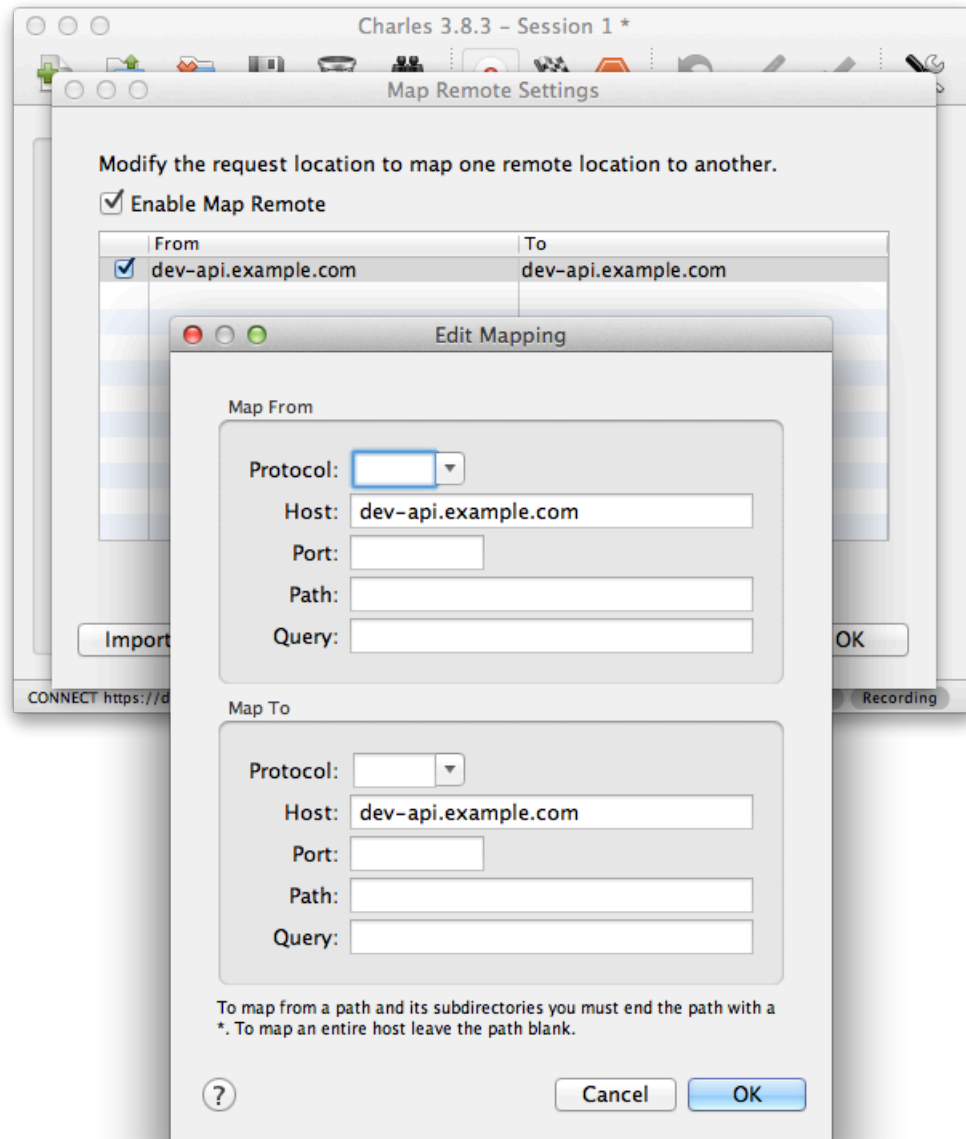 Charles 3.8.3 – Session 1 *
Map Remote Settings
Modify the request location to map one remote location to another.
Enable Map Remote
From To
dev-api.example.com dev-api.example.com
Edit Mapping
Map From
Protocol:
Host: dev-api.example.com
Port:
Path:
Query:
Import OK
CONNECT https://d Recording
Map To
Protocol:
Host: dev-api.example.com
Port:
Path:
Query:
To map from a path and its subdirectories you must end the path with a
*. To map an entire host leave the path blank.
? Cancel OK